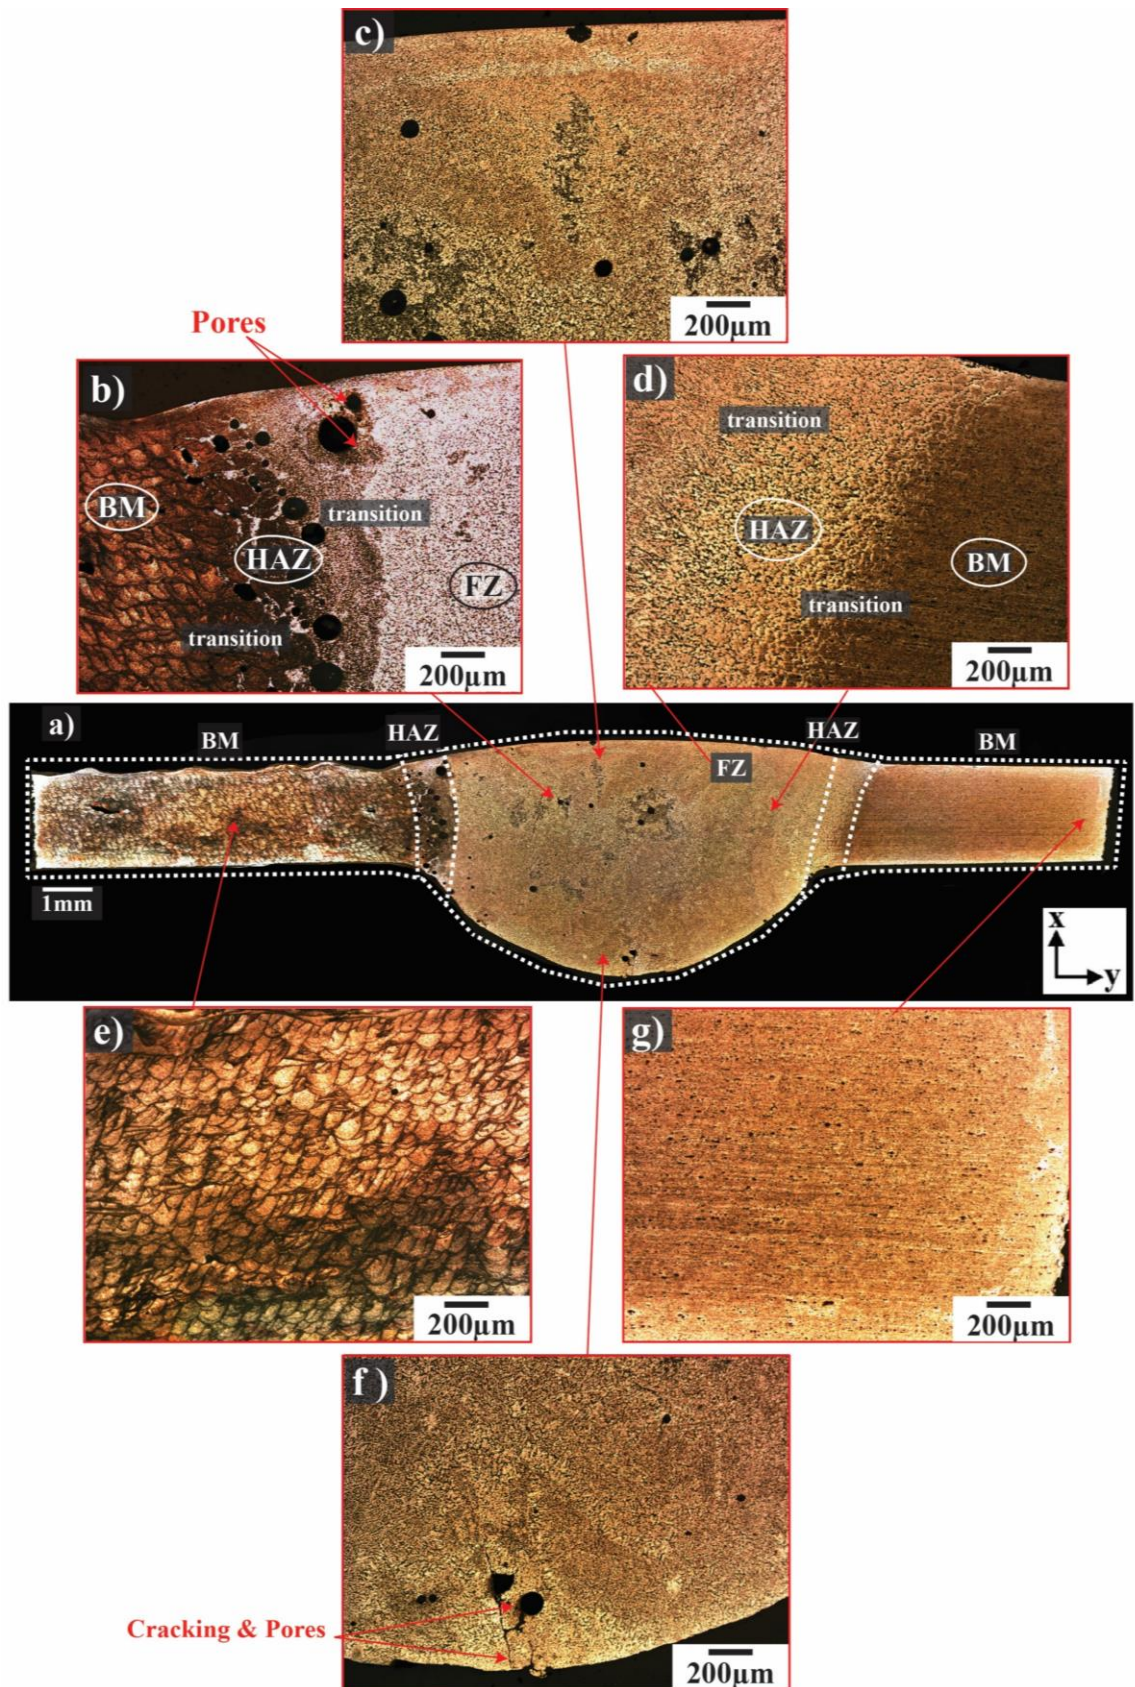 c)
200µm
Pores
b)
BM
HAZ
transition
FZ
transition
200µm
d)
transition
HAZ
BM
transition
200µm
a)
BM
HAZ
FZ
HAZ
BM
1mm
x
y
e)
200µm
g)
200µm
f )
Cracking & Pores
200µm